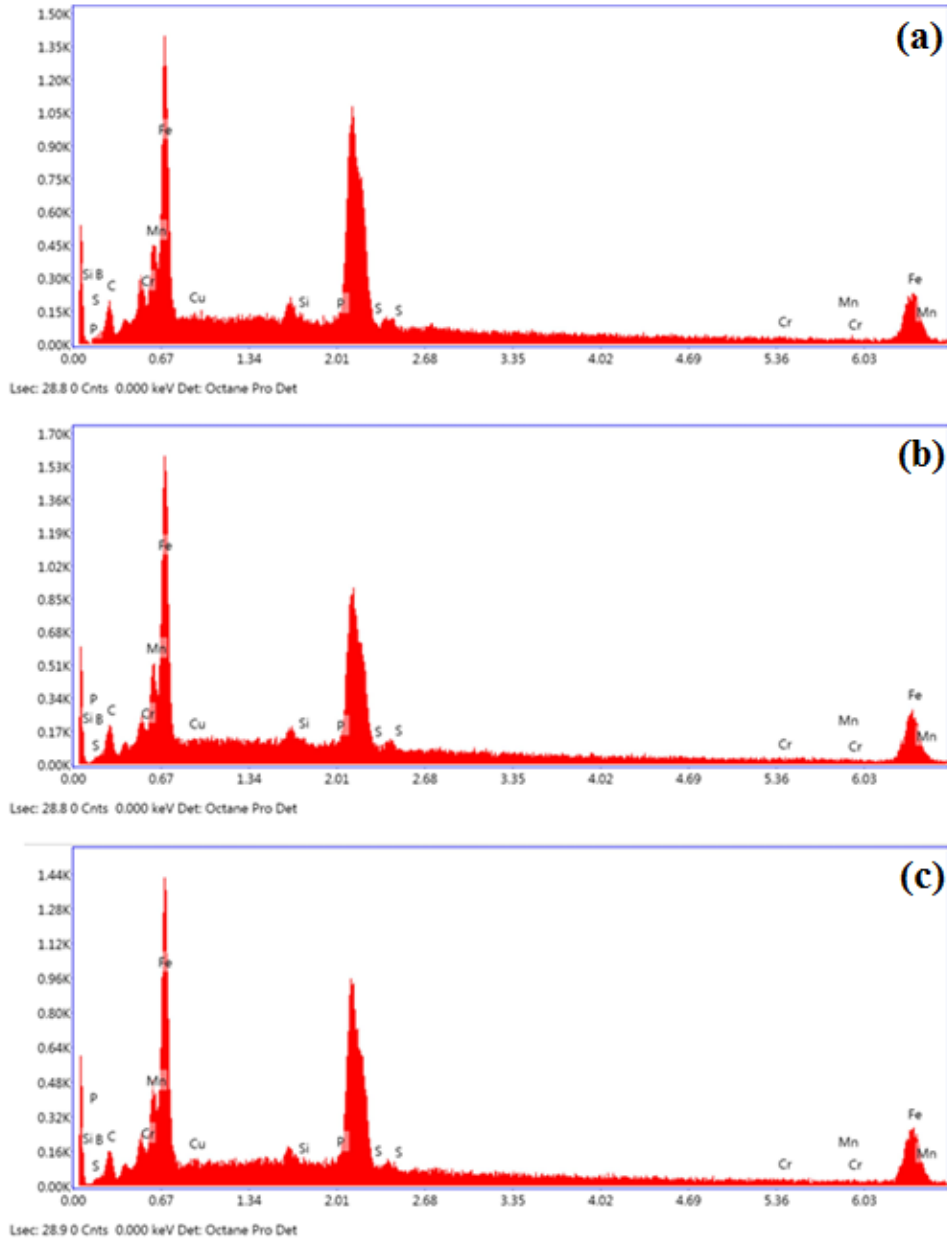 (a)
1.50K
1.35K
1.20K
1.05K
0.90K
Fe
0.75K
0.60K
Mn
0.45K
0.30K
Si B
C
Cr
Fe
S
Cu
Si
P
S
S
Mn
0.15K
Mn
P
Cr
Cr
0.00K
0.00
0.67
1.34
2.01
2.68
3.35
4.02
4.69
5.36
6.03
Lsec: 28.8 0 Cnts 0.000 keV Det: Octane Pro Det
(b)
1.70K
1.53K
1.36K
1.19K
Fe
1.02K
0.85K
0.68K
Mn
0.51K
P
Fe
0.34K
C
Cr
Si B
Cu
Si
P
S
S
Mn
0.17K
Mn
S
Cr
Cr
0.00K
0.00
0.67
1.34
2.01
2.68
3.35
4.02
4.69
5.36
6.03
Lsec: 28.8 0 Cnts 0.000 keV Det: Octane Pro Det
(c)
1.44K
1.28K
1.12K
Fe
0.96K
0.80K
0.64K
0.48K
Mn
P
Fe
0.32K
Si B
C
Cr
Cu
Si
P
S
S
Mn
0.16K
Mn
S
Cr
Cr
0.00K
0.00
0.67
1.34
2.01
2.68
3.35
4.02
4.69
5.36
6.03
Lsec: 28.9 0 Cnts 0.000 keV Det: Octane Pro Det